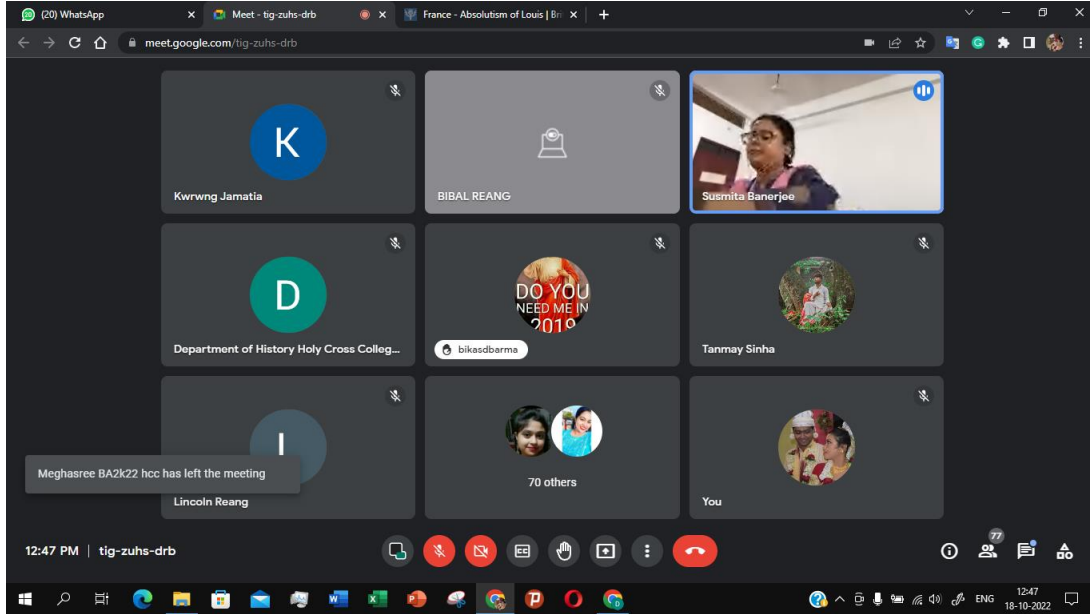 (20) WhatsApp
Meet - tig-zuhs-drb
France - Absolutism of Louis | Bri
meet.google.com/tig-zuhs-drb
K
Kwrwng Jamatia
BIBAL REANG
Susmita Banerjee
D
Department of History Holy Cross Colleg...
DO YOU
NEED ME IN
2019
bikasdbarma
Tanmay Sinha
L
Lincoln Reang
Meghasree BA2k22 hcc has left the meeting
70 others
You
12:47 PM | tig-zuhs-drb
CC
77
ENG
12:47
18-10-2022